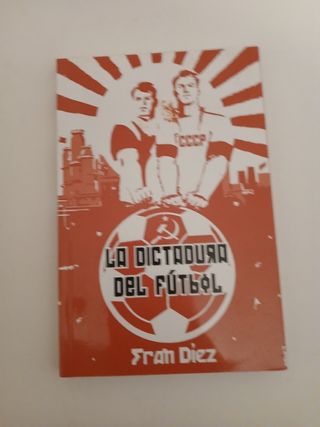 CCCP
LA DICTADURA
DEL FÚTBOL
Fran Díez